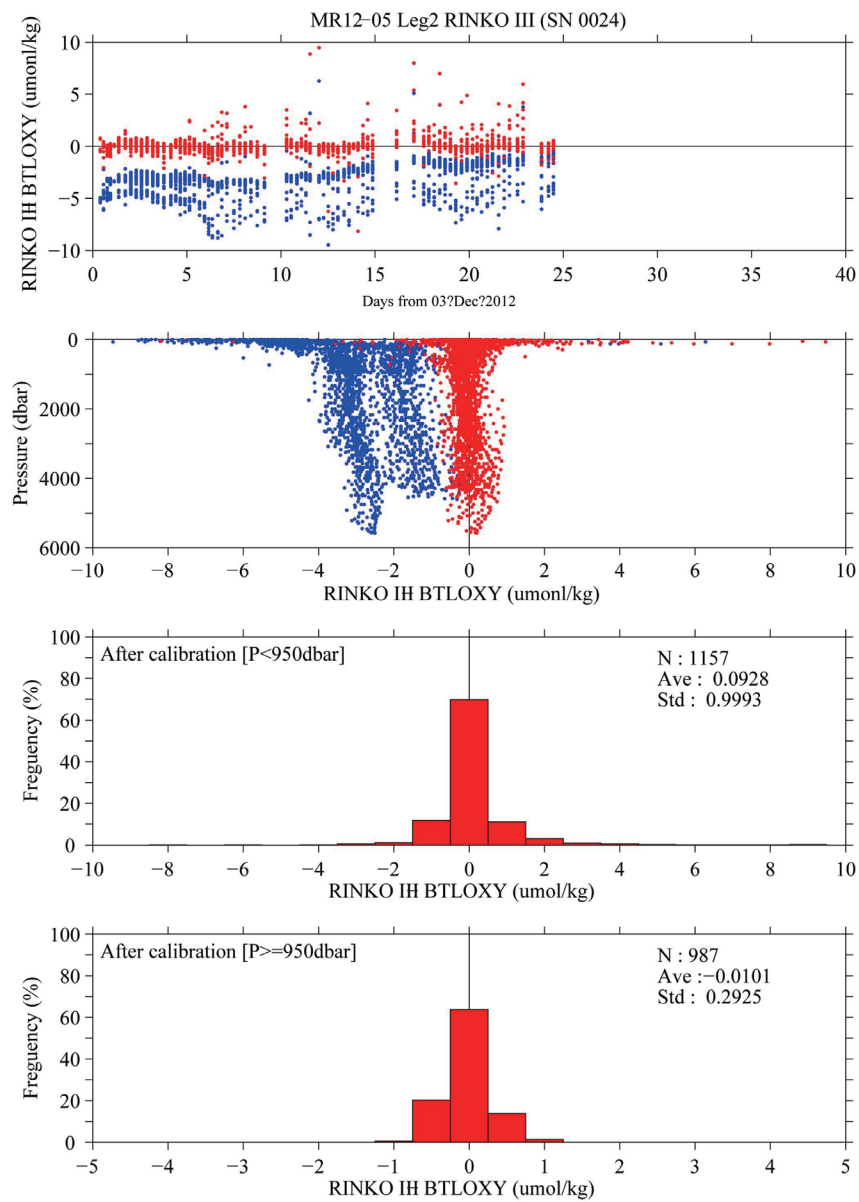 MR12−05 Leg2 RINKO III (SN 0024)
RINKO IH BTLOXY (umonl/kg)
10
5
0
−5
−10
0 5 10 15 20 25 30 35 40
Days from 03?Dec?2012
Pressure (dbar)
0
2000
4000
6000
−10 −8 −6 −4 −2 0 2 4 6 8 10
RINKO IH BTLOXY (umonl/kg)
Freguency (%)
100
80
60
40
20
0
After calibration [P<950dbar]
N : 1157
Ave : 0.0928
Std : 0.9993
−10 −8 −6 −4 −2 0 2 4 6 8 10
RINKO IH BTLOXY (umol/kg)
Freguency (%)
100
80
60
40
20
0
After calibration [P>=950dbar]
N : 987
Ave :−0.0101
Std : 0.2925
−5 −4 −3 −2 −1 0 1 2 3 4 5
RINKO IH BTLOXY (umol/kg)